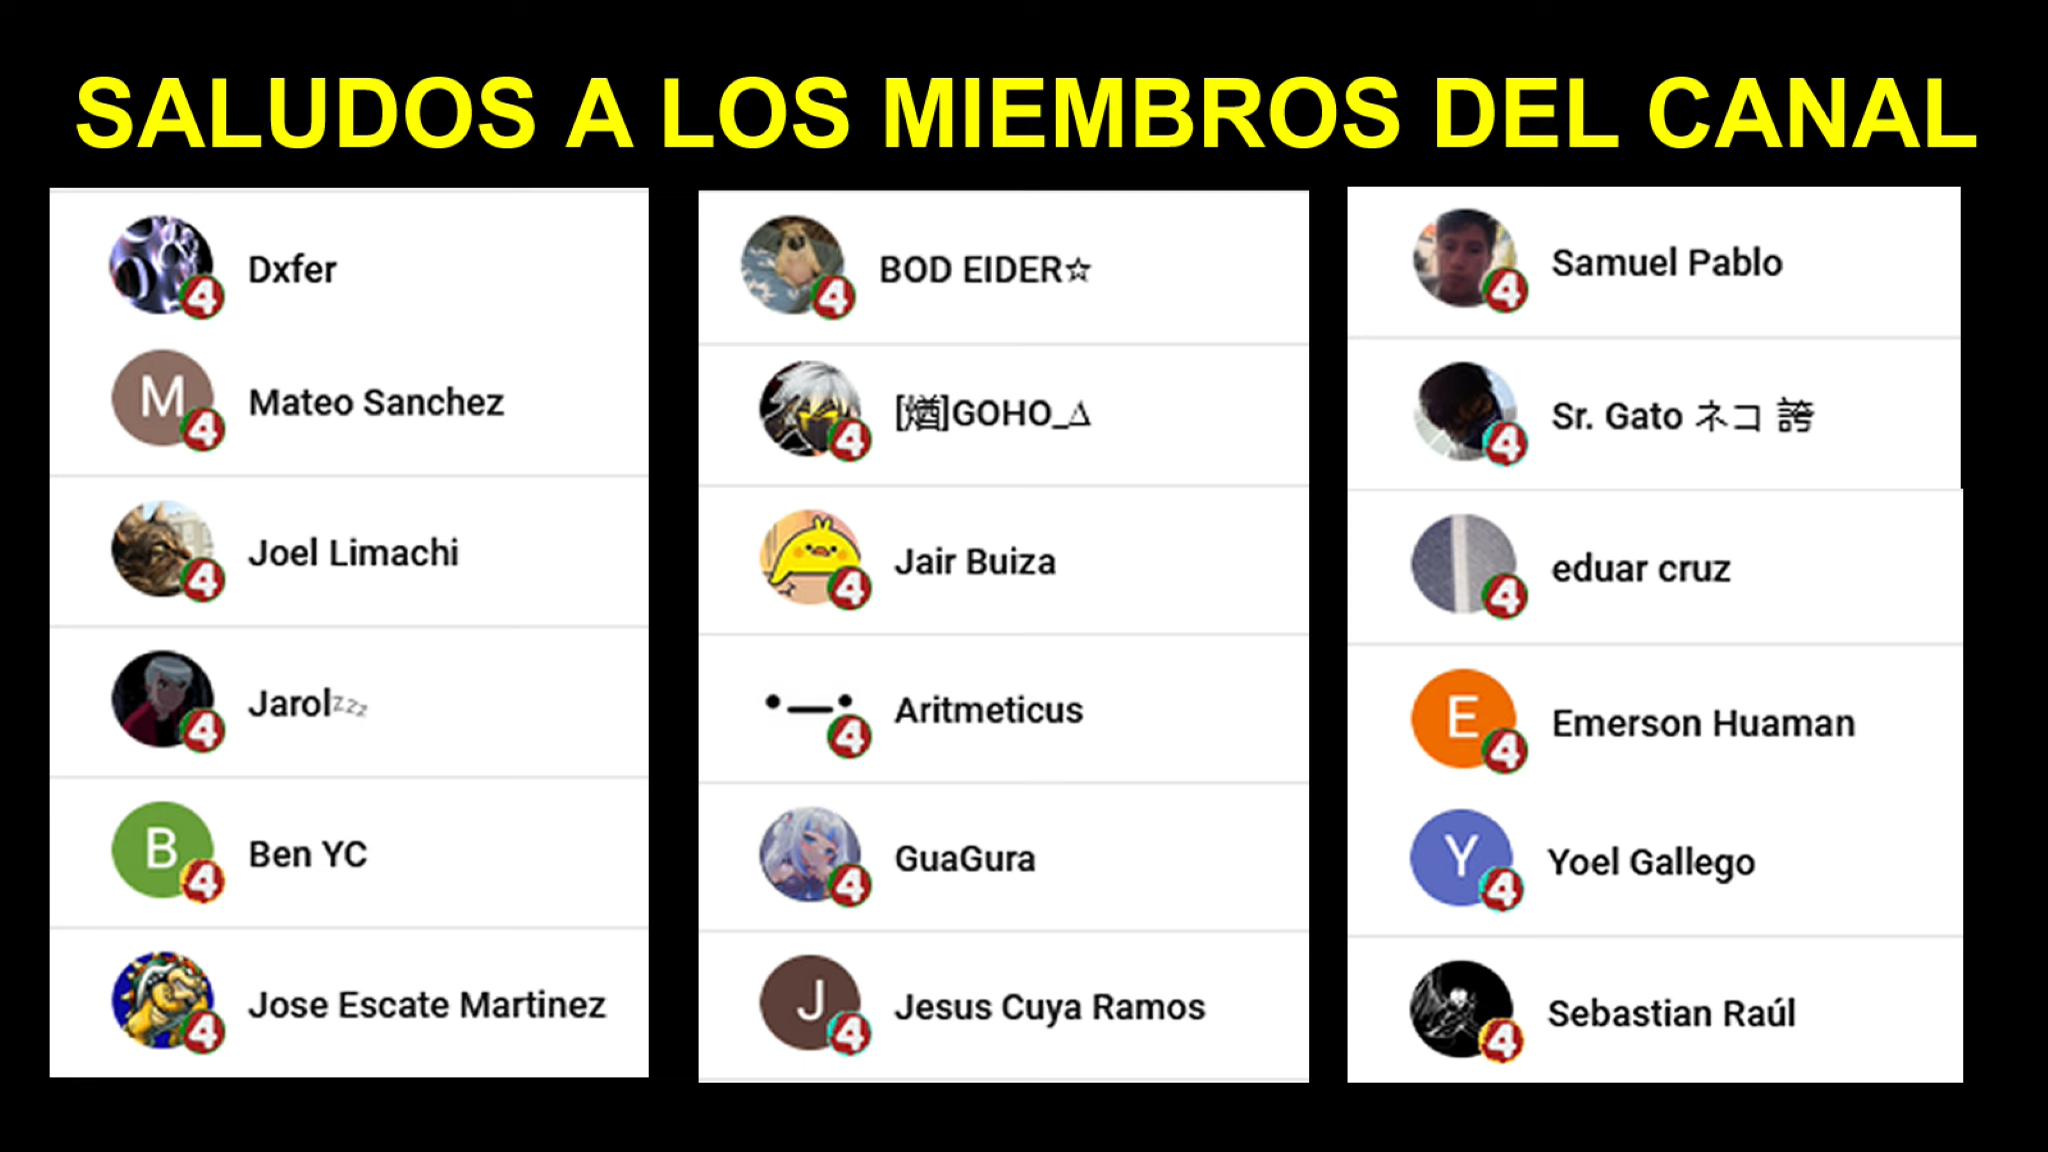 SALUDOS A LOS MIEMBROS DEL CANAL
Dxfer
M
4
Mateo Sanchez
Joel Limachi
Jarolᶻᶻᶻ
B
Ben YC
Jose Escate Martinez
BOD EIDER☆
GOHO_Δ
Jair Buiza
Aritmeticus
GuaGura
J
Jesus Cuya Ramos
Samuel Pablo
Sr. Gato ネコ 誇
eduar cruz
E
Emerson Huaman
Y
Yoel Gallego
Sebastian Raúl